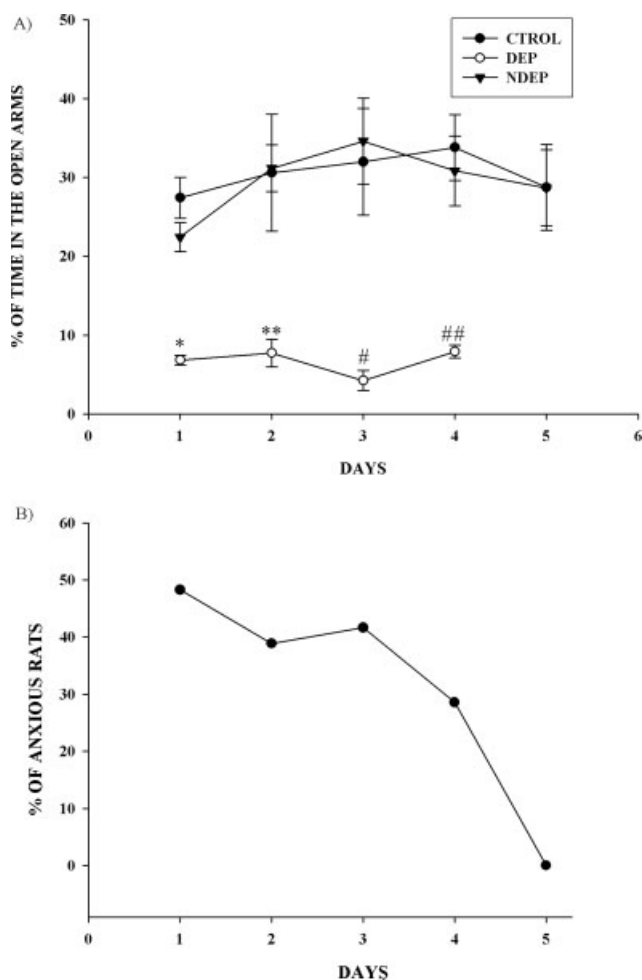 A)
% OF TIME IN THE OPEN ARMS
50
40
30
20
10
0
CTROL
DEP
NDEP
* ** # ##
0 1 2 3 4 5 6
DAYS
B)
% OF ANXIOUS RATS
60
50
40
30
20
10
0
0 1 2 3 4 5
DAYS